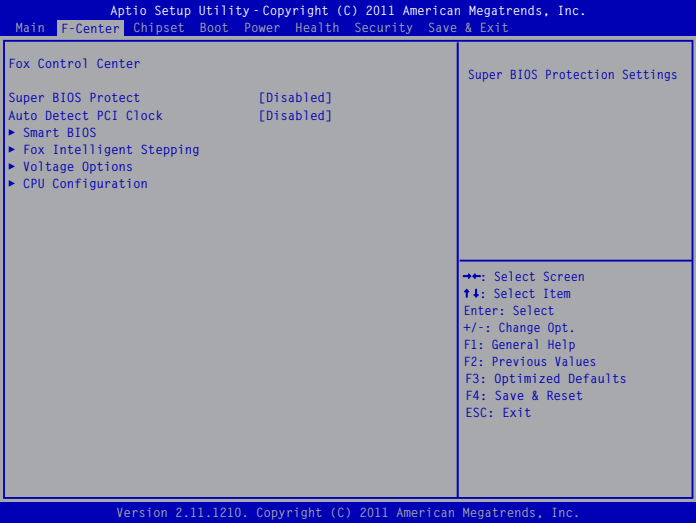 Aptio Setup Utility - Copyright (C) 2011 American Megatrends, Inc.
Main F-Center Chipset Boot Power Health Security Save & Exit
Fox Control Center
Super BIOS Protect [Disabled]
Auto Detect PCI Clock [Disabled]
► Smart BIOS
► Fox Intelligent Stepping
► Voltage Options
► CPU Configuration
Super BIOS Protection Settings
→←: Select Screen
↑↓: Select Item
Enter: Select
+/-: Change Opt.
F1: General Help
F2: Previous Values
F3: Optimized Defaults
F4: Save & Reset
ESC: Exit
Version 2.11.1210. Copyright (C) 2011 American Megatrends, Inc.